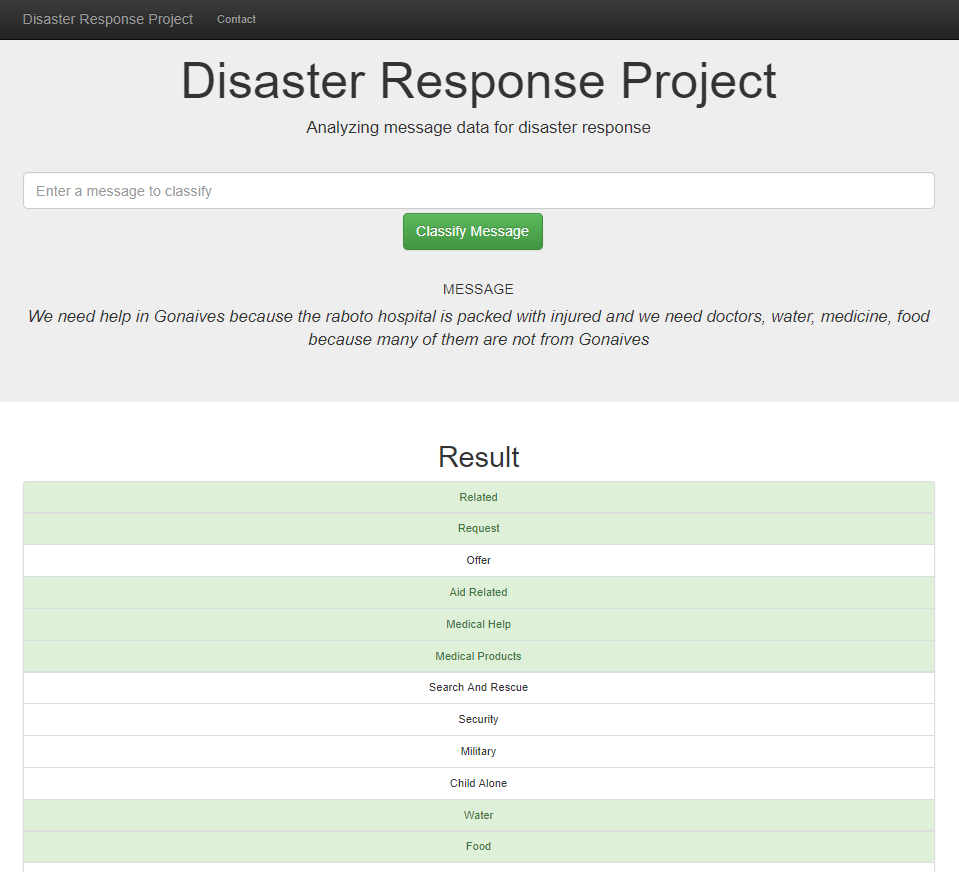 Disaster Response Project Contact
Disaster Response Project
Analyzing message data for disaster response
Enter a message to classify
Classify Message
MESSAGE
We need help in Gonaives because the raboto hospital is packed with injured and we need doctors, water, medicine, food
because many of them are not from Gonaives
Result
Related
Request
Offer
Aid Related
Medical Help
Medical Products
Search And Rescue
Security
Military
Child Alone
Water
Food